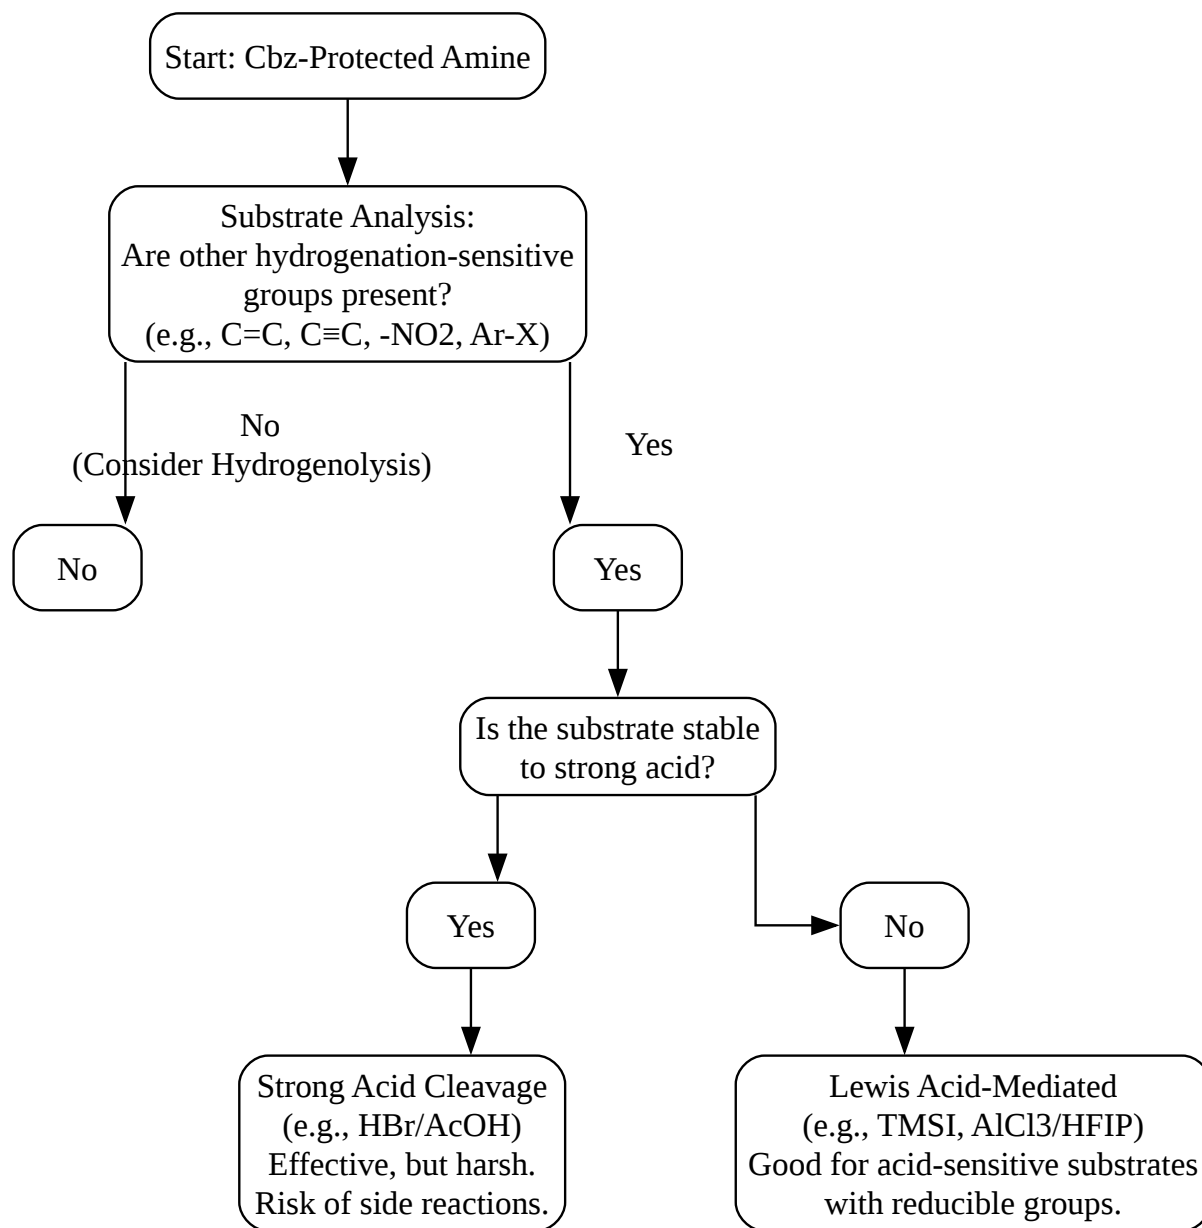 Start: Cbz-Protected Amine
Substrate Analysis:
Are other hydrogenation-sensitive
groups present?
(e.g., C=C, C≡C, -NO2, Ar-X)
No
(Consider Hydrogenolysis)
Yes
No
Yes
Is the substrate stable
to strong acid?
Yes
No
Strong Acid Cleavage
(e.g., HBr/AcOH)
Effective, but harsh.
Risk of side reactions.
Lewis Acid-Mediated
(e.g., TMSI, AlCl3/HFIP)
Good for acid-sensitive substrates
with reducible groups.